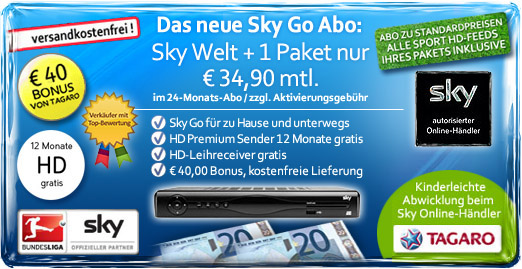 versandkostenfrei !
Das neue Sky Go Abo:
Sky Welt + 1 Paket nur
€ 34,90 mtl.
im 24-Monats-Abo / zzgl. Aktivierungsgebühr
ABO ZU STANDARDPREISEN
ALLE SPORT HD-FEEDS
IHRES PAKETS INKLUSIVE
€ 40
BONUS
VON TAGARO
Verkäufer mit
Top-Bewertung
12 Monate
HD
gratis
Sky Go für zu Hause und unterwegs
HD Premium Sender 12 Monate gratis
HD-Leihreceiver gratis
€ 40,00 Bonus, kostenfreie Lieferung
sky
autorisierter
Online-Händler
BUNDESLIGA
sky
OFFIZIELLER PARTNER
sky
20
20
Kinderleichte
Abwicklung beim
Sky Online-Händler
TAGARO